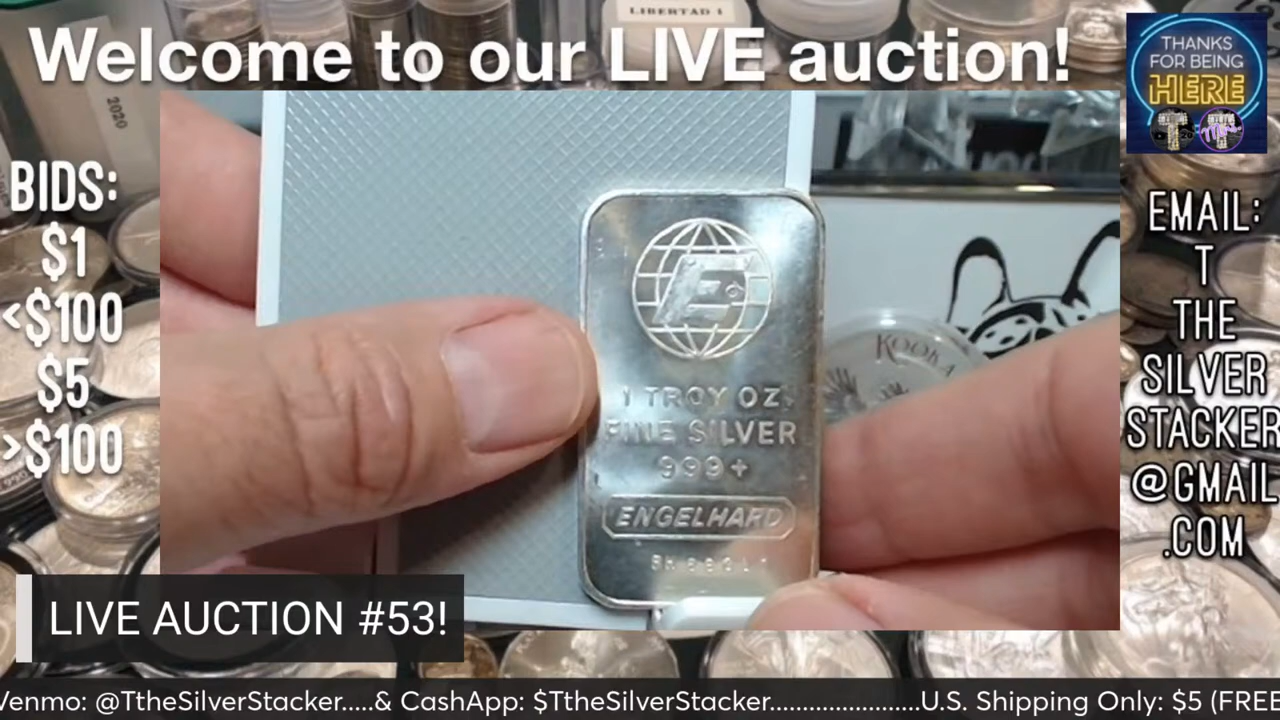 Welcome to our LIVE auction!
LIBERTAD 1
2020
THANKS
FOR BEING
HERE
BIDS:
$1
<$100
$5
>$100
1 TROY OZ.
FINE SILVER
999+
ENGELHARD
KOOKA
EMAIL:
T
THE
SILVER
STACKER
@GMAIL
.COM
LIVE AUCTION #53!
Venmo: @TtheSilverStacker.....& CashApp: $TtheSilverStacker.......................U.S. Shipping Only: $5 (FREE